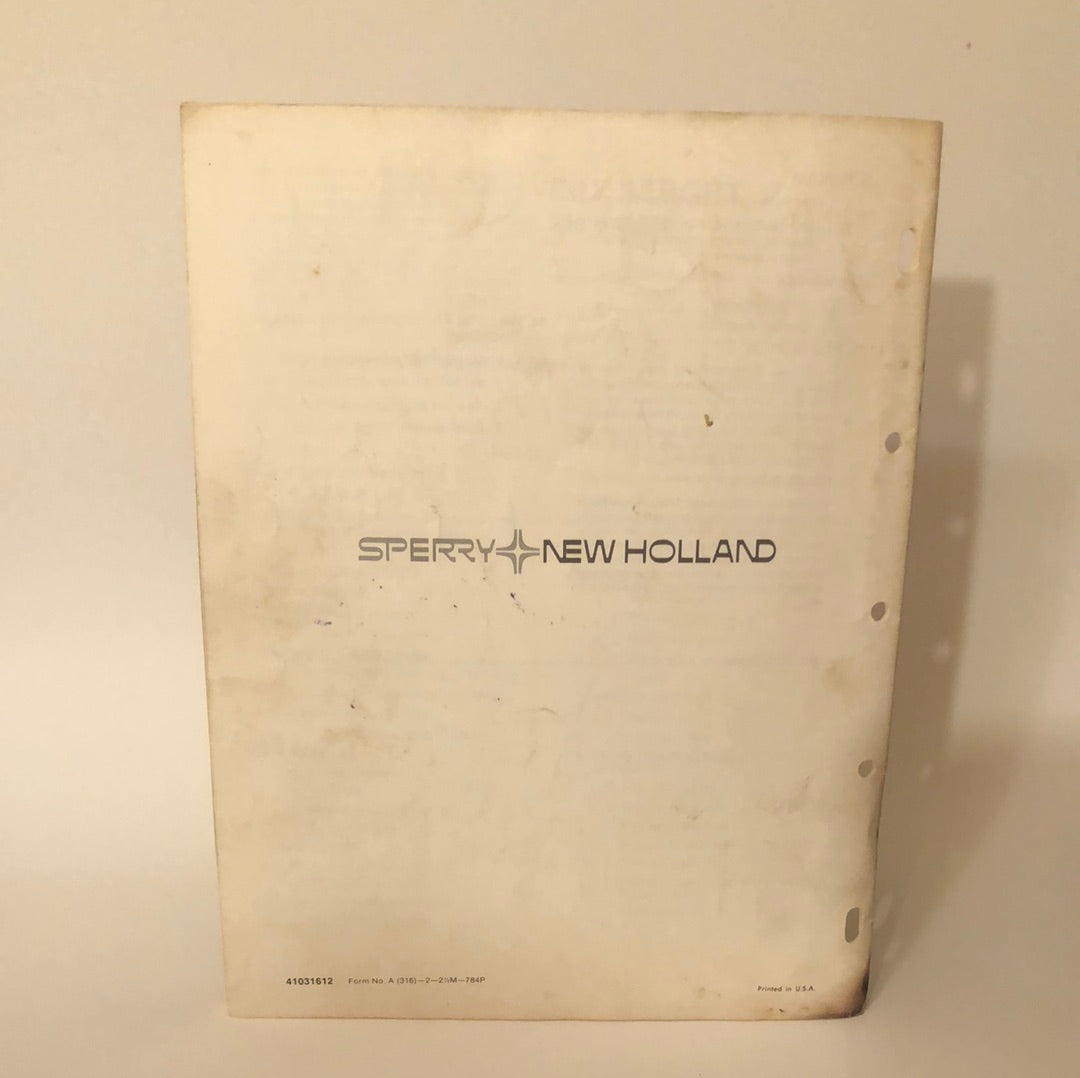 SPERRY NEW HOLLAND
41031612 Form No. A (316)—2—2½M—784P
Printed in U.S.A.